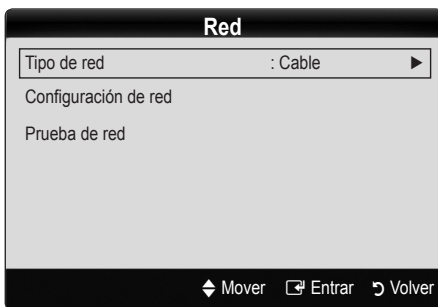 Red
Tipo de red : Cable ►
Configuración de red
Prueba de red
Mover Entrar Volver